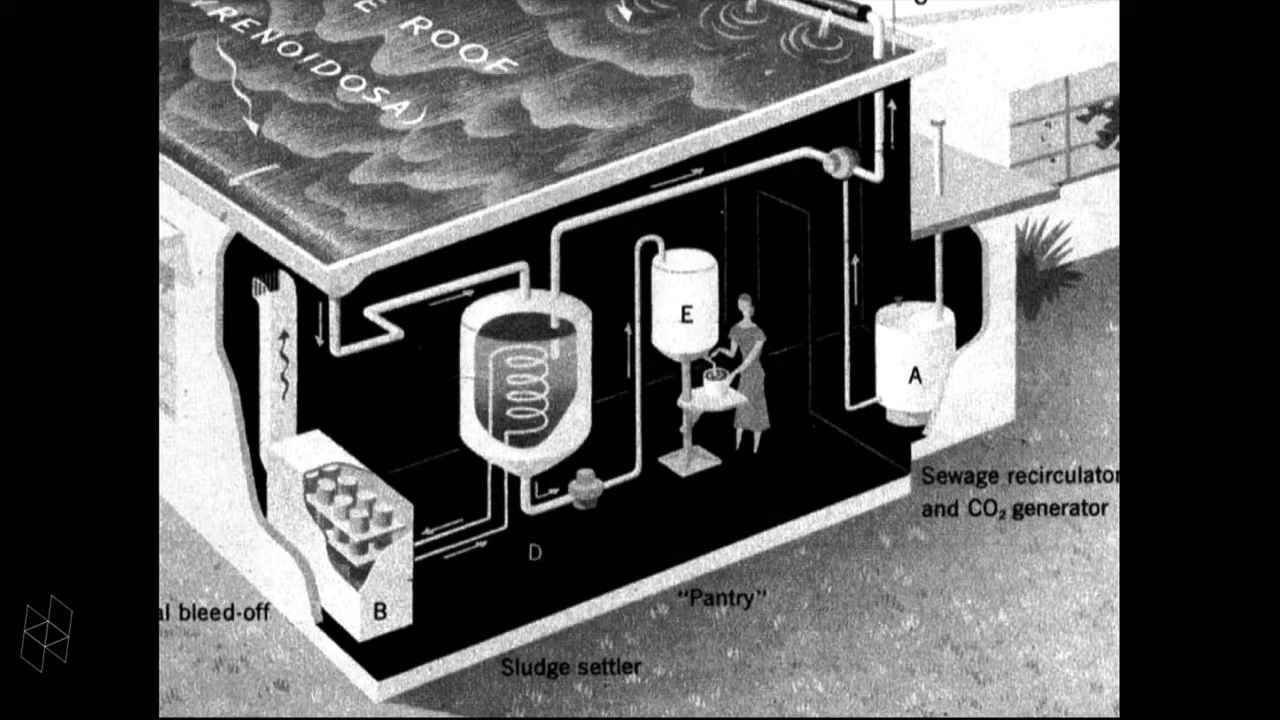 E ROOF
RENOIDOSA)
E
A
Sewage recirculator
and CO₂ generator
D
"Pantry"
al bleed-off
B
Sludge settler